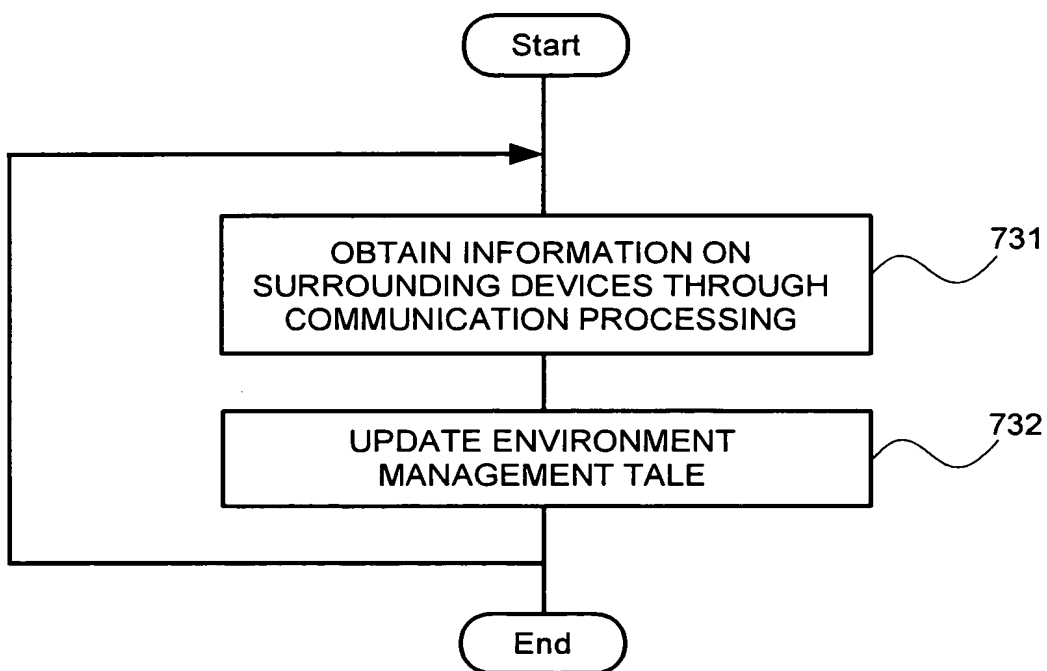 Start
OBTAIN INFORMATION ON
SURROUNDING DEVICES THROUGH
COMMUNICATION PROCESSING
731
UPDATE ENVIRONMENT
MANAGEMENT TALE
732
End